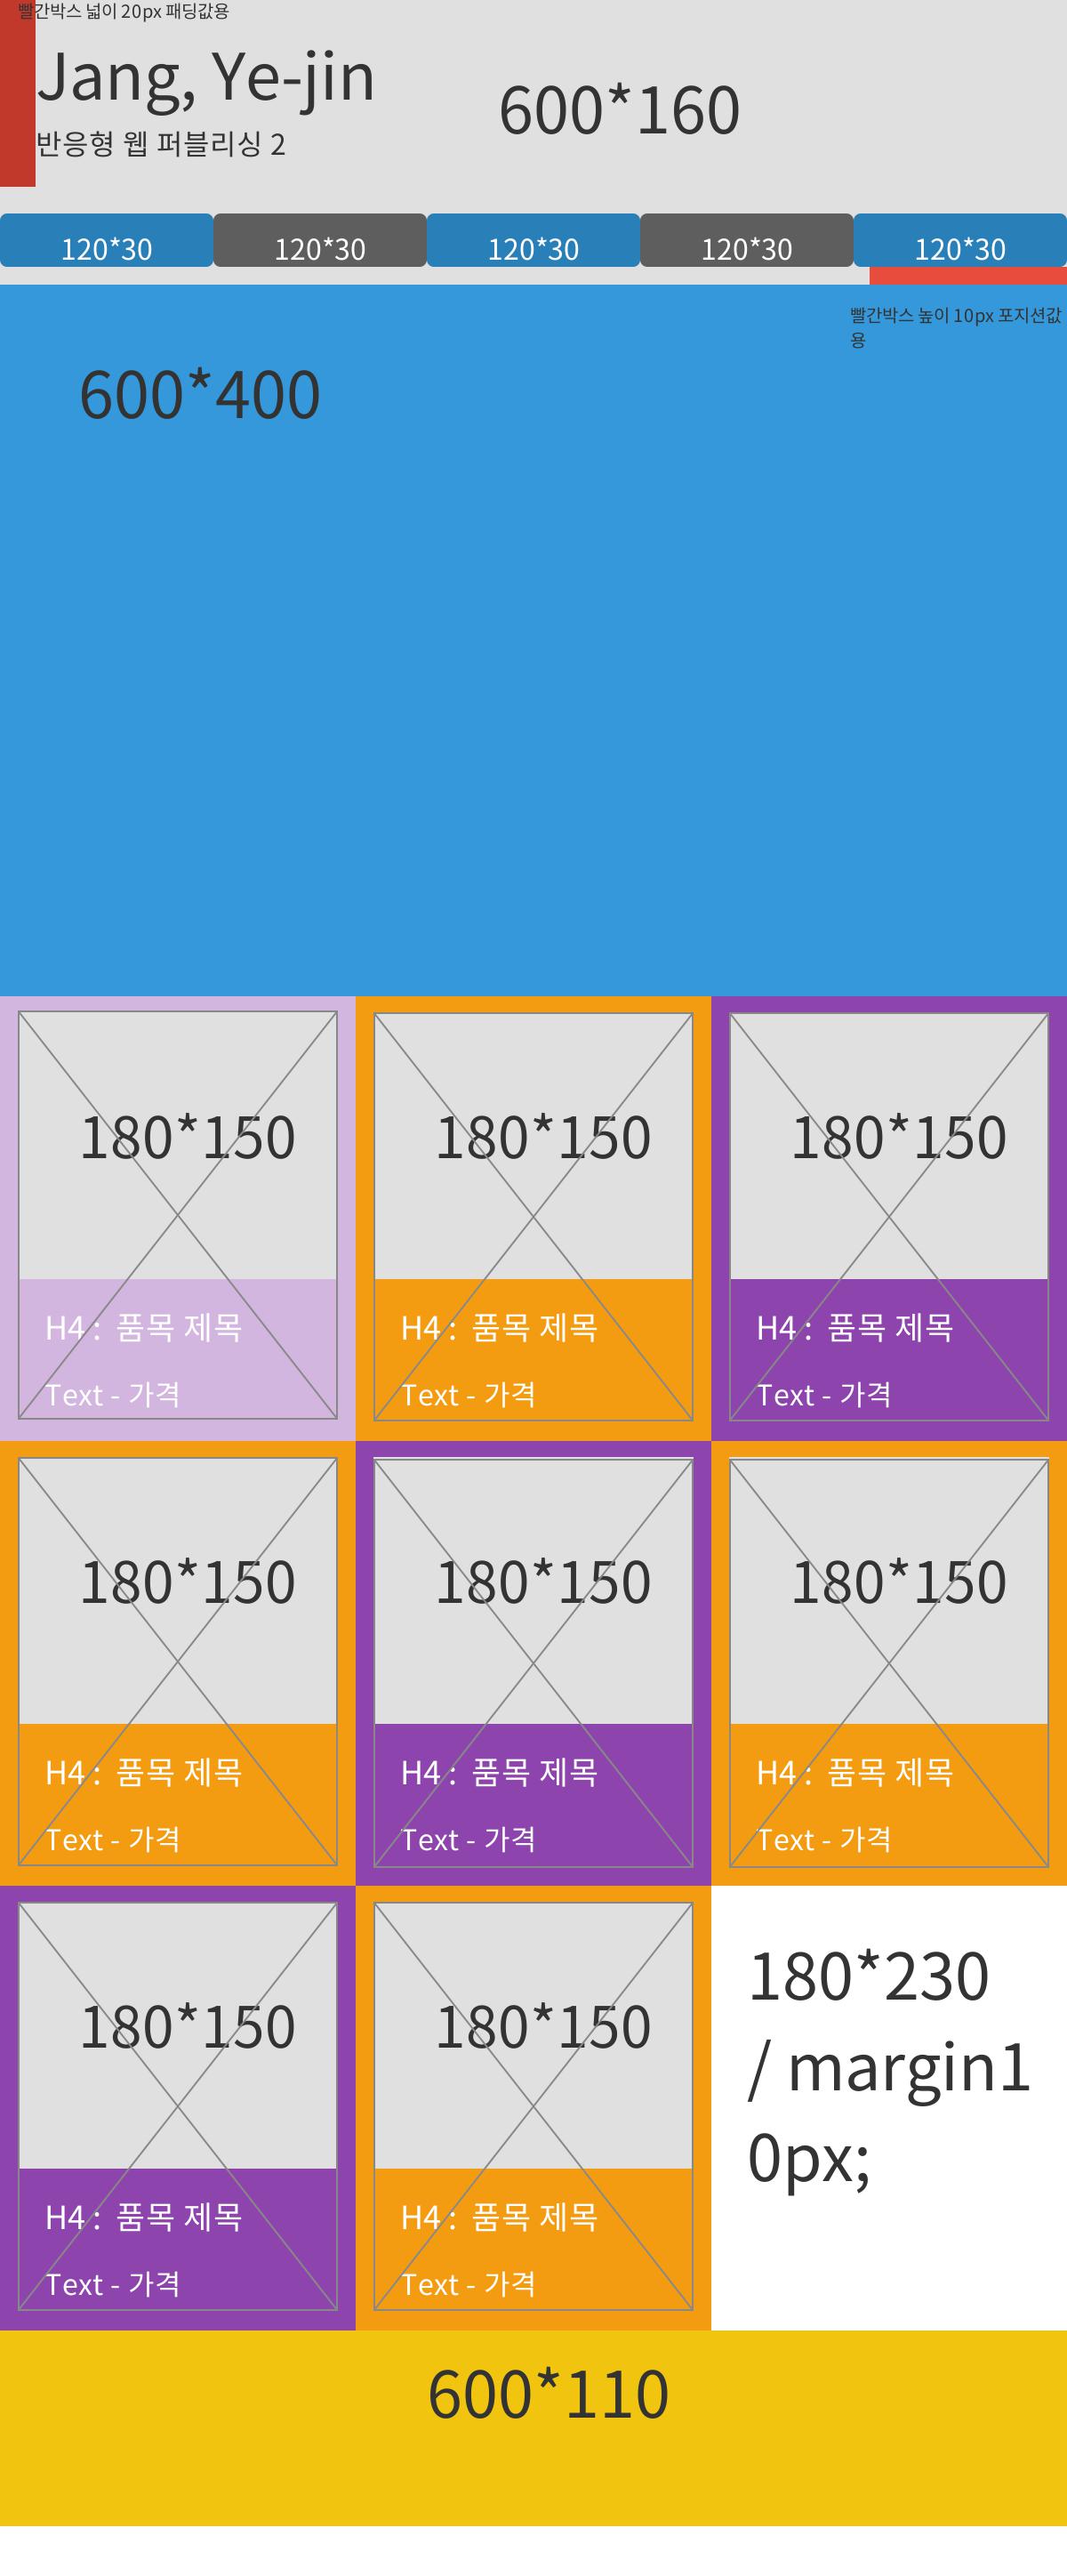 빨간박스 넓이 20px 패딩값용
Jang, Ye-jin
600*160
반응형 웹 퍼블리싱 2
120*30
120*30
120*30
120*30
120*30
빨간박스 높이 10px 포지션값
용
600*400
180*150
180*150
180*150
H4 : 품목 제목
H4 : 품목 제목
H4 : 품목 제목
Text - 가격
Text - 가격
Text - 가격
180*150
180*150
180*150
H4 : 품목 제목
H4 : 품목 제목
H4 : 품목 제목
Text - 가격
Text - 가격
Text - 가격
180*150
180*150
180*230
/ margin1
0px;
H4 : 품목 제목
H4 : 품목 제목
Text - 가격
Text - 가격
600*110